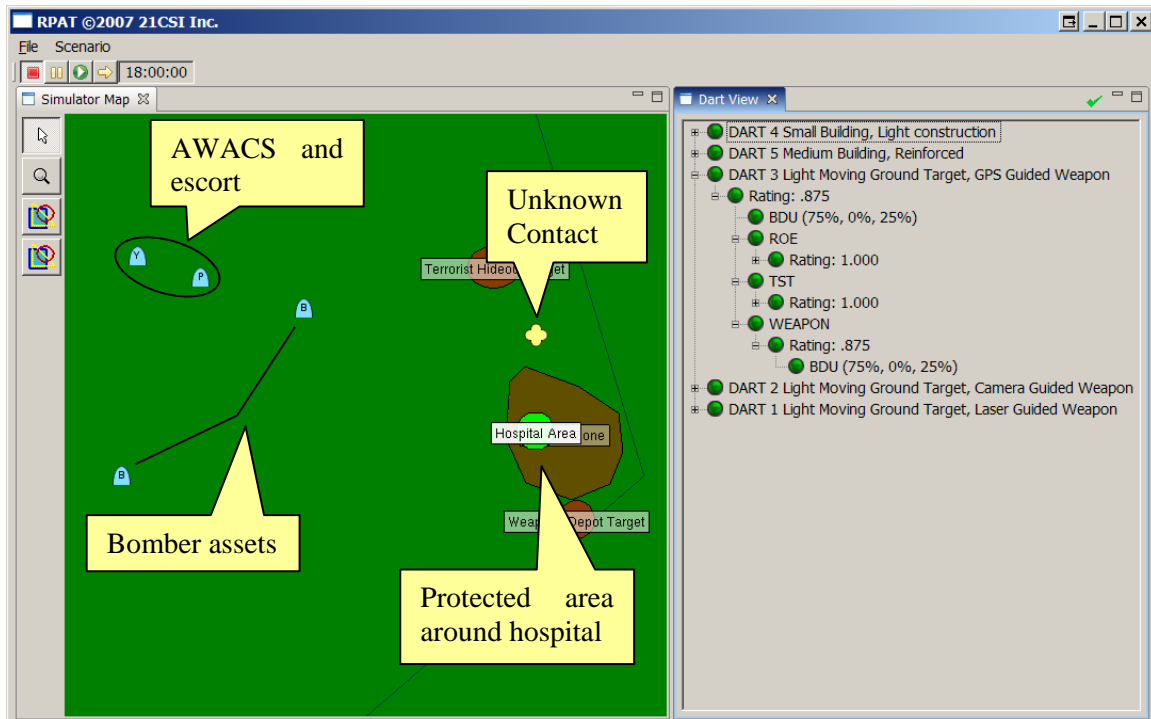 RPAT ©2007 21CSI Inc.
File Scenario
18:00:00
Simulator Map
AWACS and
escort
Unknown
Contact
Y
P
B
Terrorist Hideout
get
Hospital Area
one
B
Weap
Depot Target
Bomber assets
Protected area
around hospital
Dart View
DART 4 Small Building, Light construction
DART 5 Medium Building, Reinforced
DART 3 Light Moving Ground Target, GPS Guided Weapon
Rating: .875
BDU (75%, 0%, 25%)
ROE
Rating: 1.000
TST
Rating: 1.000
WEAPON
Rating: .875
BDU (75%, 0%, 25%)
DART 2 Light Moving Ground Target, Camera Guided Weapon
DART 1 Light Moving Ground Target, Laser Guided Weapon